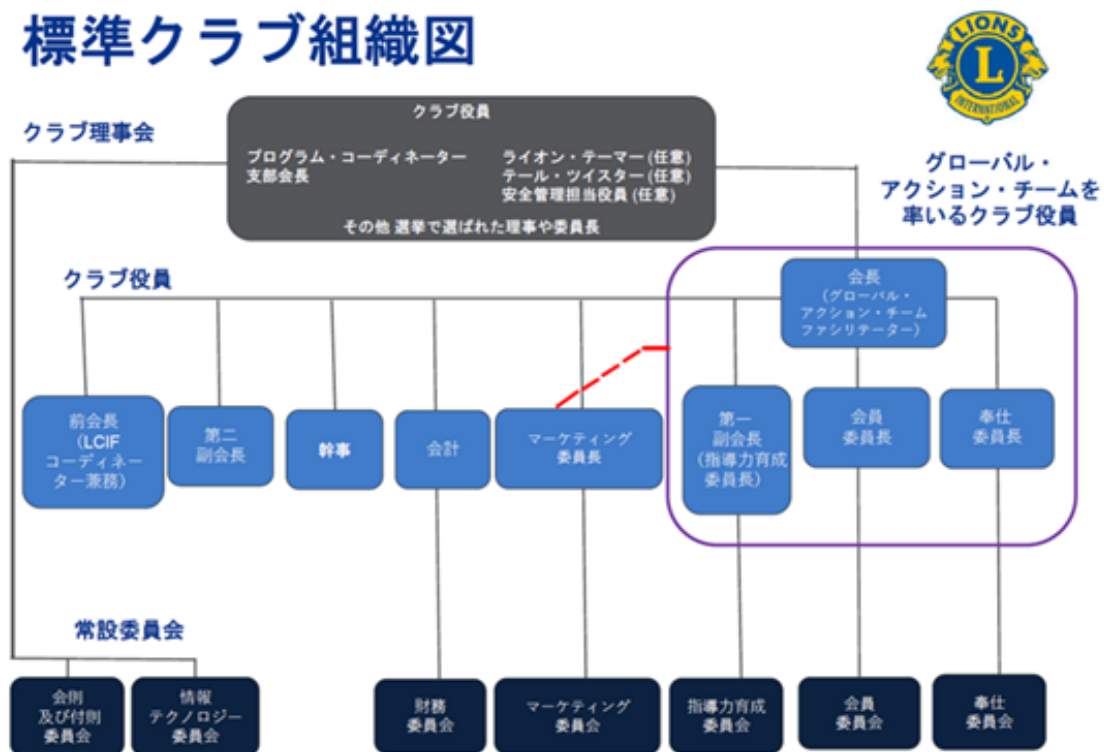 標準クラブ組織図
LIONS
L
INTERNATIONAL
クラブ理事会
クラブ役員
プログラム・コーディネーター
支部会長
ライオン・テーマー (任意)
テール・ツイスター (任意)
安全管理担当役員 (任意)
その他 選挙で選ばれた理事や委員長
グローバル・
アクション・チームを
率いるクラブ役員
クラブ役員
会長
(グローバル・
アクション・チーム
ファシリテーター)
前会長
(LCIF
コーディネー
ター兼務)
第二
副会長
幹事
会計
マーケティング
委員長
第一
副会長
(指導力育成
委員長)
会員
委員長
奉仕
委員長
常設委員会
会則
及び付則
委員会
情報
テクノロジー
委員会
財務
委員会
マーケティング
委員会
指導力育成
委員会
会員
委員会
奉仕
委員会